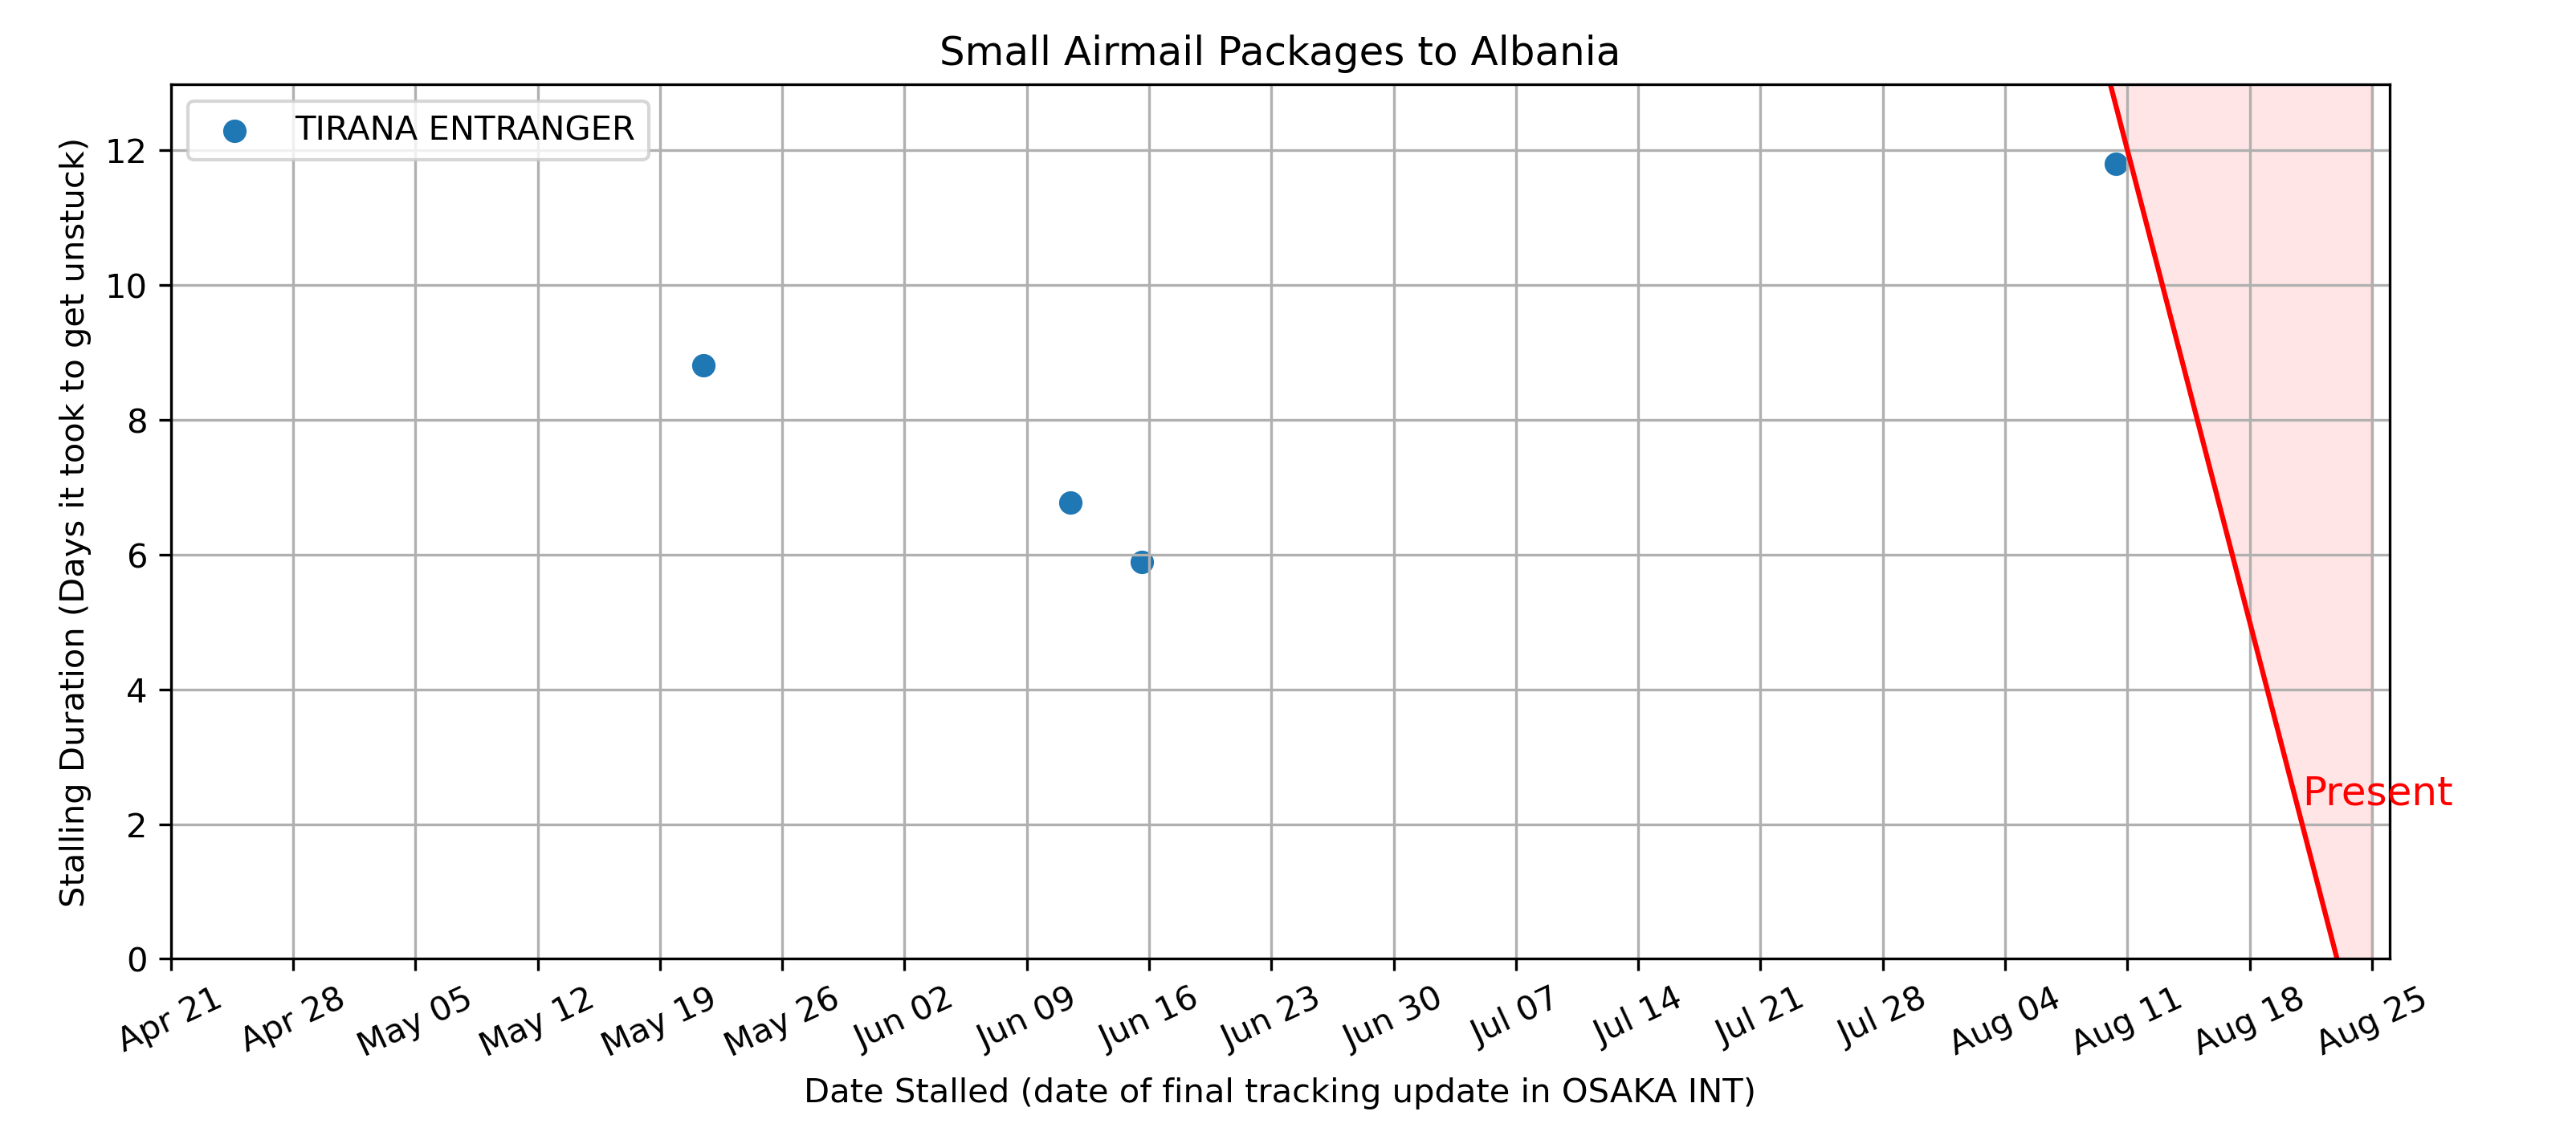 Small Airmail Packages to Albania
TIRANA ENTRANGER
Stalling Duration (Days it took to get unstuck)
12
10
8
6
4
2
0
Present
Apr 21
Apr 28
May 05
May 12
May 19
May 26
Jun 02
Jun 09
Jun 16
Jun 23
Jun 30
Jul 07
Jul 14
Jul 21
Jul 28
Aug 04
Aug 11
Aug 18
Aug 25
Date Stalled (date of final tracking update in OSAKA INT)